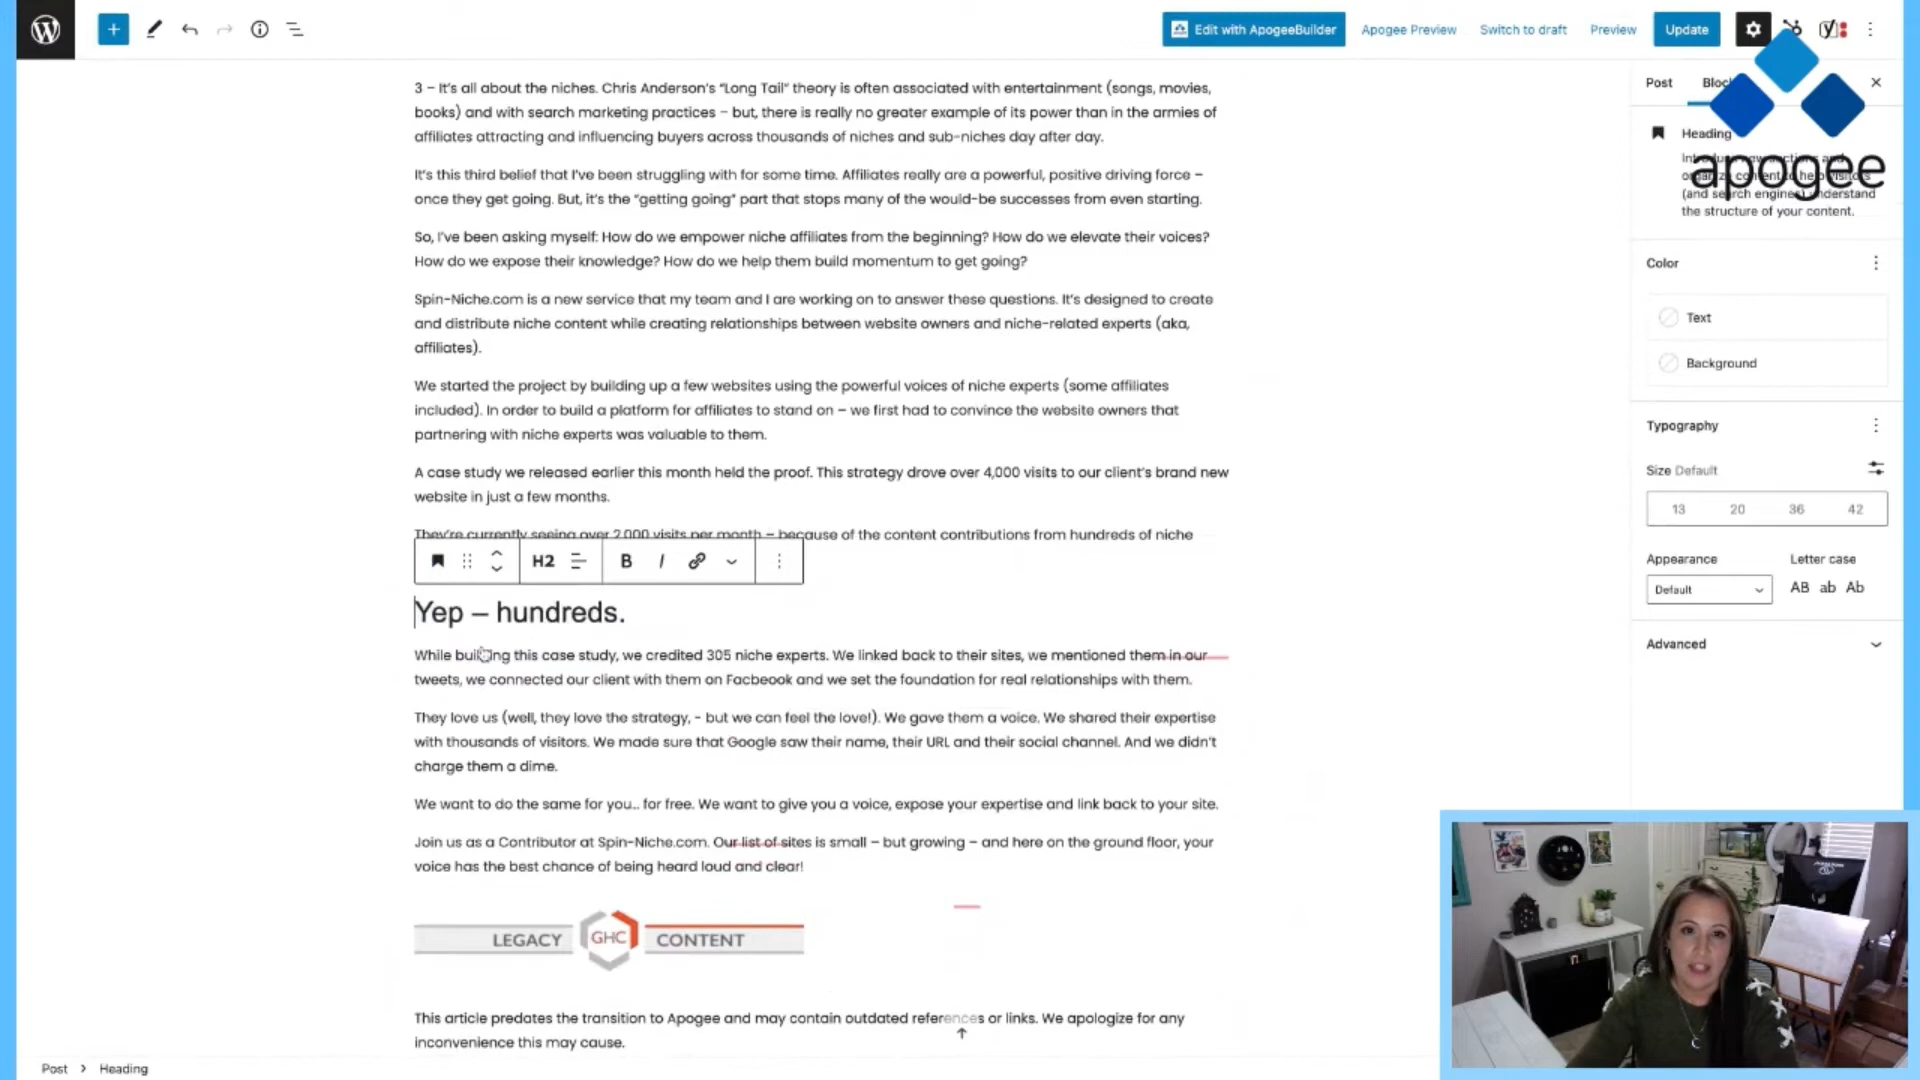 W
+
Edit with ApogeeBuilder
Apogee Preview
Switch to draft
Preview
Update
3 – It's all about the niches. Chris Anderson's "Long Tail" theory is often associated with entertainment (songs, movies,
books) and with search marketing practices – but, there is really no greater example of its power than in the armies of
affiliates attracting and influencing buyers across thousands of niches and sub-niches day after day.
It's this third belief that I've been struggling with for some time. Affiliates really are a powerful, positive driving force –
once they get going. But, it's the "getting going" part that stops many of the would-be successes from even starting.
So, I've been asking myself: How do we empower niche affiliates from the beginning? How do we elevate their voices?
How do we expose their knowledge? How do we help them build momentum to get going?
Spin-Niche.com is a new service that my team and I are working on to answer these questions. It's designed to create
and distribute niche content while creating relationships between website owners and niche-related experts (aka,
affiliates).
We started the project by building up a few websites using the powerful voices of niche experts (some affiliates
included). In order to build a platform for affiliates to stand on – we first had to convince the website owners that
partnering with niche experts was valuable to them.
A case study we released earlier this month held the proof. This strategy drove over 4,000 visits to our client's brand new
website in just a few months.
They're currently seeing over 2,000 visits per month – because of the content contributions from hundreds of niche
H2
B
I
Yep – hundreds.
While building this case study, we credited 305 niche experts. We linked back to their sites, we mentioned them in our
tweets, we connected our client with them on Facbeook and we set the foundation for real relationships with them.
They love us (well, they love the strategy, - but we can feel the love!). We gave them a voice. We shared their expertise
with thousands of visitors. We made sure that Google saw their name, their URL and their social channel. And we didn't
charge them a dime.
We want to do the same for you... for free. We want to give you a voice, expose your expertise and link back to your site.
Join us as a Contributor at Spin-Niche.com. Our list of sites is small – but growing – and here on the ground floor, your
voice has the best chance of being heard loud and clear!
LEGACY GHC CONTENT
This article predates the transition to Apogee and may contain outdated references or links. We apologize for any
inconvenience this may cause.
Post > Heading
Post
Block
Heading
apogee
(and search engines) understand
the structure of your content.
Color
Text
Background
Typography
Size Default
13 20 36 42
Appearance
Letter case
Default
AB ab Ab
Advanced